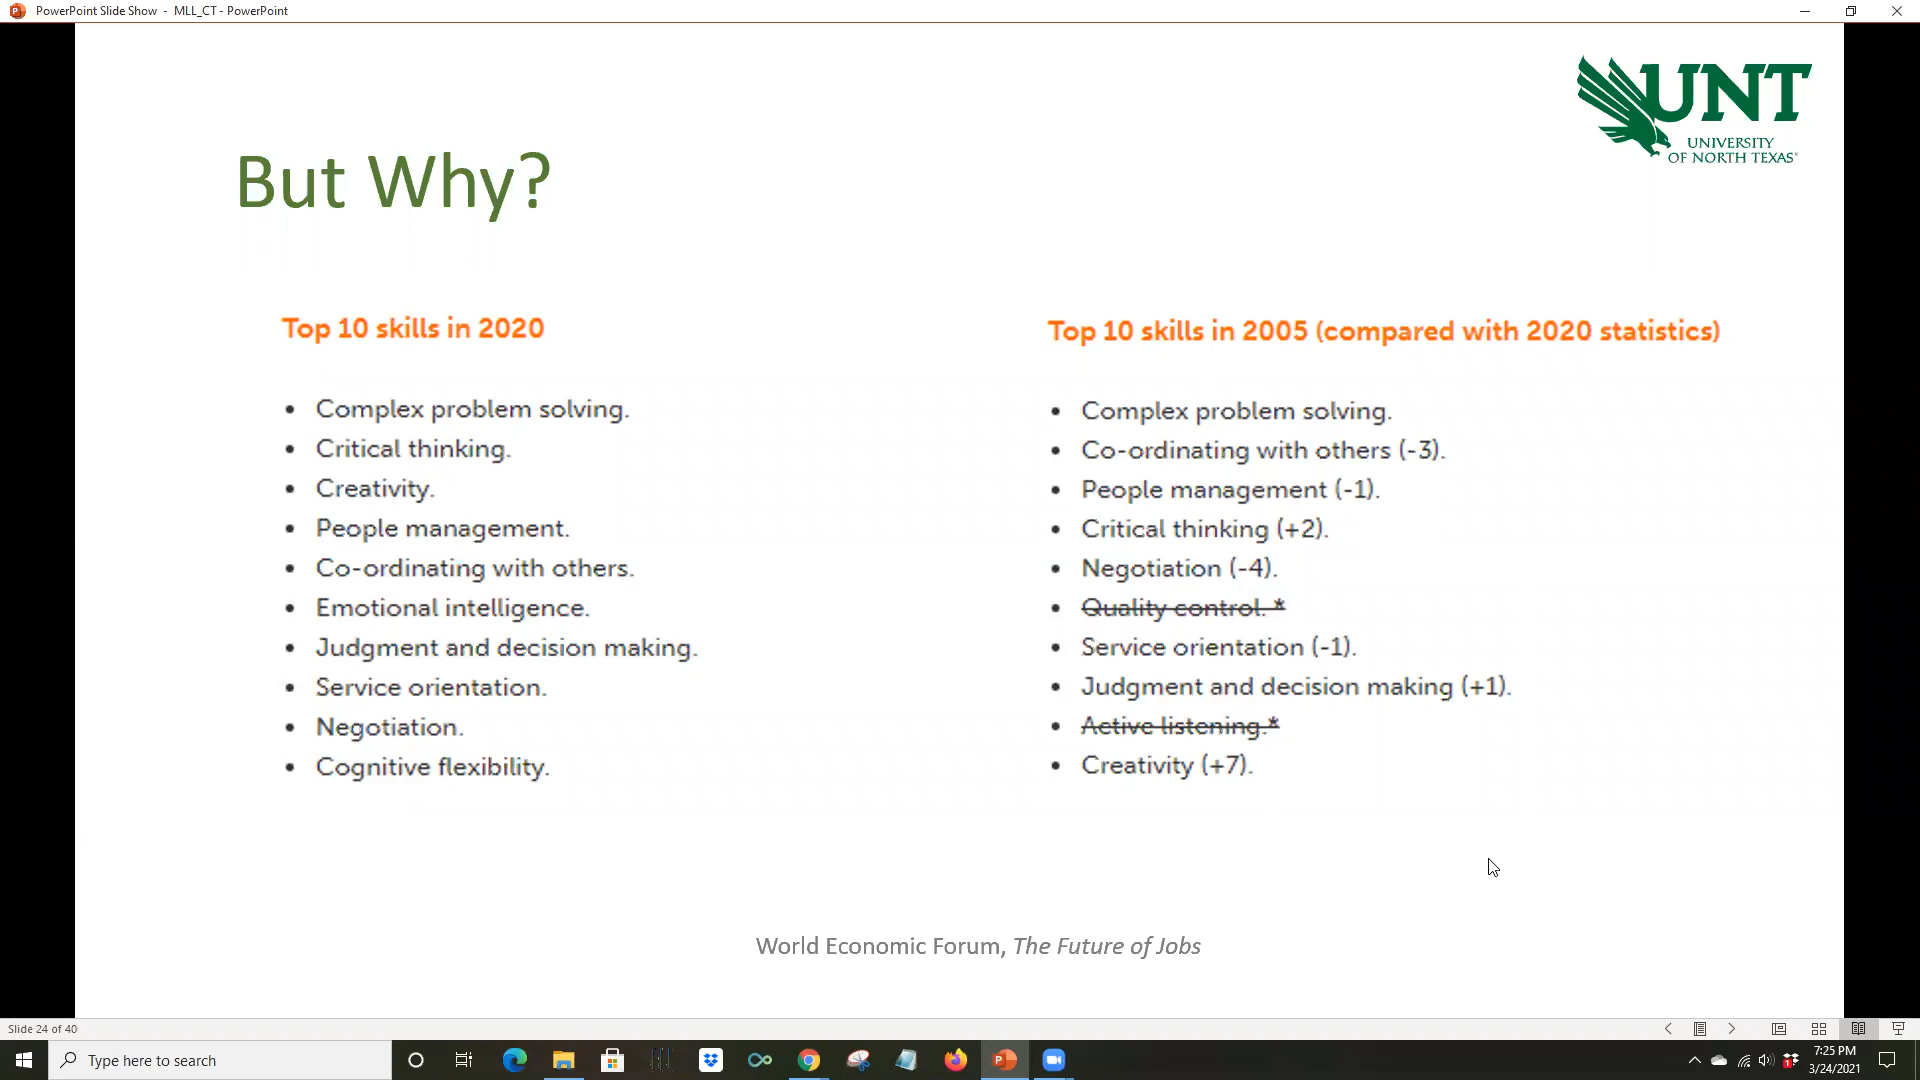 PowerPoint Slide Show - MLL_CT - PowerPoint
UNT
UNIVERSITY
OF NORTH TEXAS
But Why?
Top 10 skills in 2020
• Complex problem solving.
• Critical thinking.
• Creativity.
• People management.
• Co-ordinating with others.
• Emotional intelligence.
• Judgment and decision making.
• Service orientation.
• Negotiation.
• Cognitive flexibility.
Top 10 skills in 2005 (compared with 2020 statistics)
• Complex problem solving.
• Co-ordinating with others (-3).
• People management (-1).
• Critical thinking (+2).
• Negotiation (-4).
• Quality control. *
• Service orientation (-1).
• Judgment and decision making (+1).
• Active listening.*
• Creativity (+7).
World Economic Forum, The Future of Jobs
Slide 24 of 40
Type here to search
7:25 PM
3/24/2021